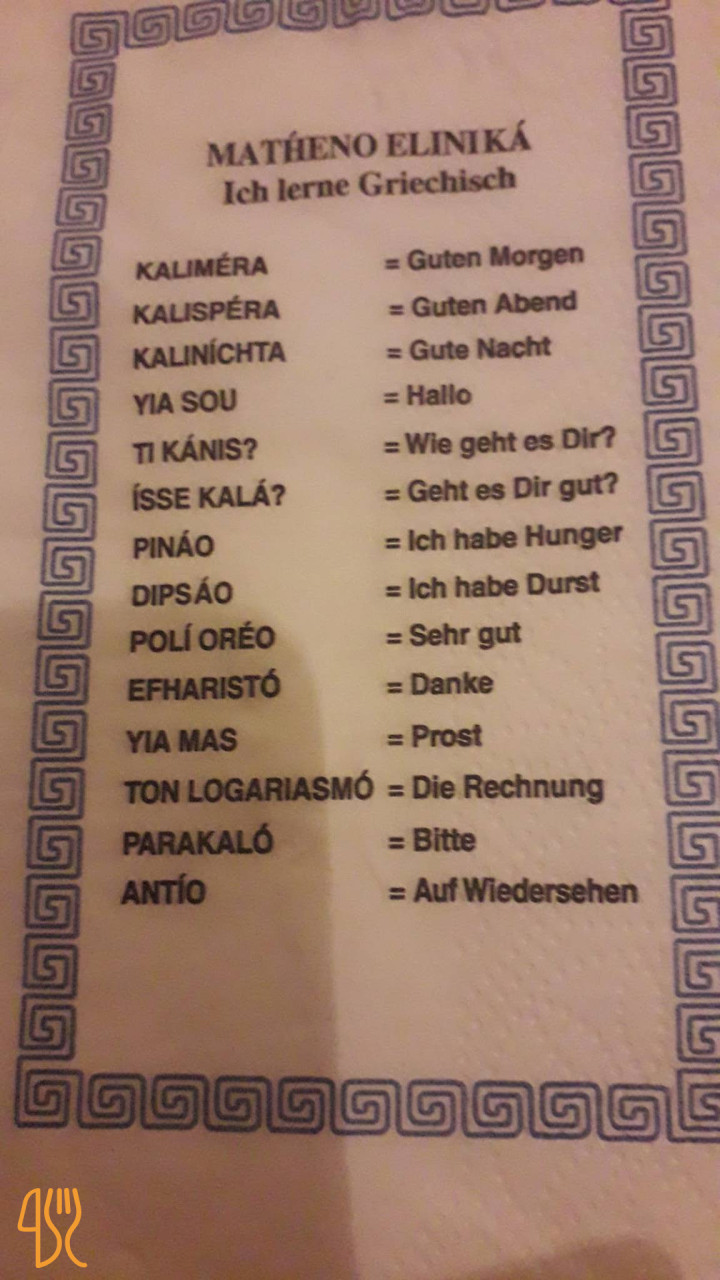 MATH́ENO ELINIKÁ
Ich lerne Griechisch
KALIMÉRA = Guten Morgen
KALISPÉRA = Guten Abend
KALINÍCHTA = Gute Nacht
YIA SOU = Hallo
TI KÁNIS? = Wie geht es Dir?
ÍSSE KALÁ? = Geht es Dir gut?
PINÁO = Ich habe Hunger
DIPSÁO = Ich habe Durst
POLÍ ORÉO = Sehr gut
EFHARISTÓ = Danke
YIA MAS = Prost
TON LOGARIASMÓ = Die Rechnung
PARAKALÓ = Bitte
ANTÍO = Auf Wiedersehen